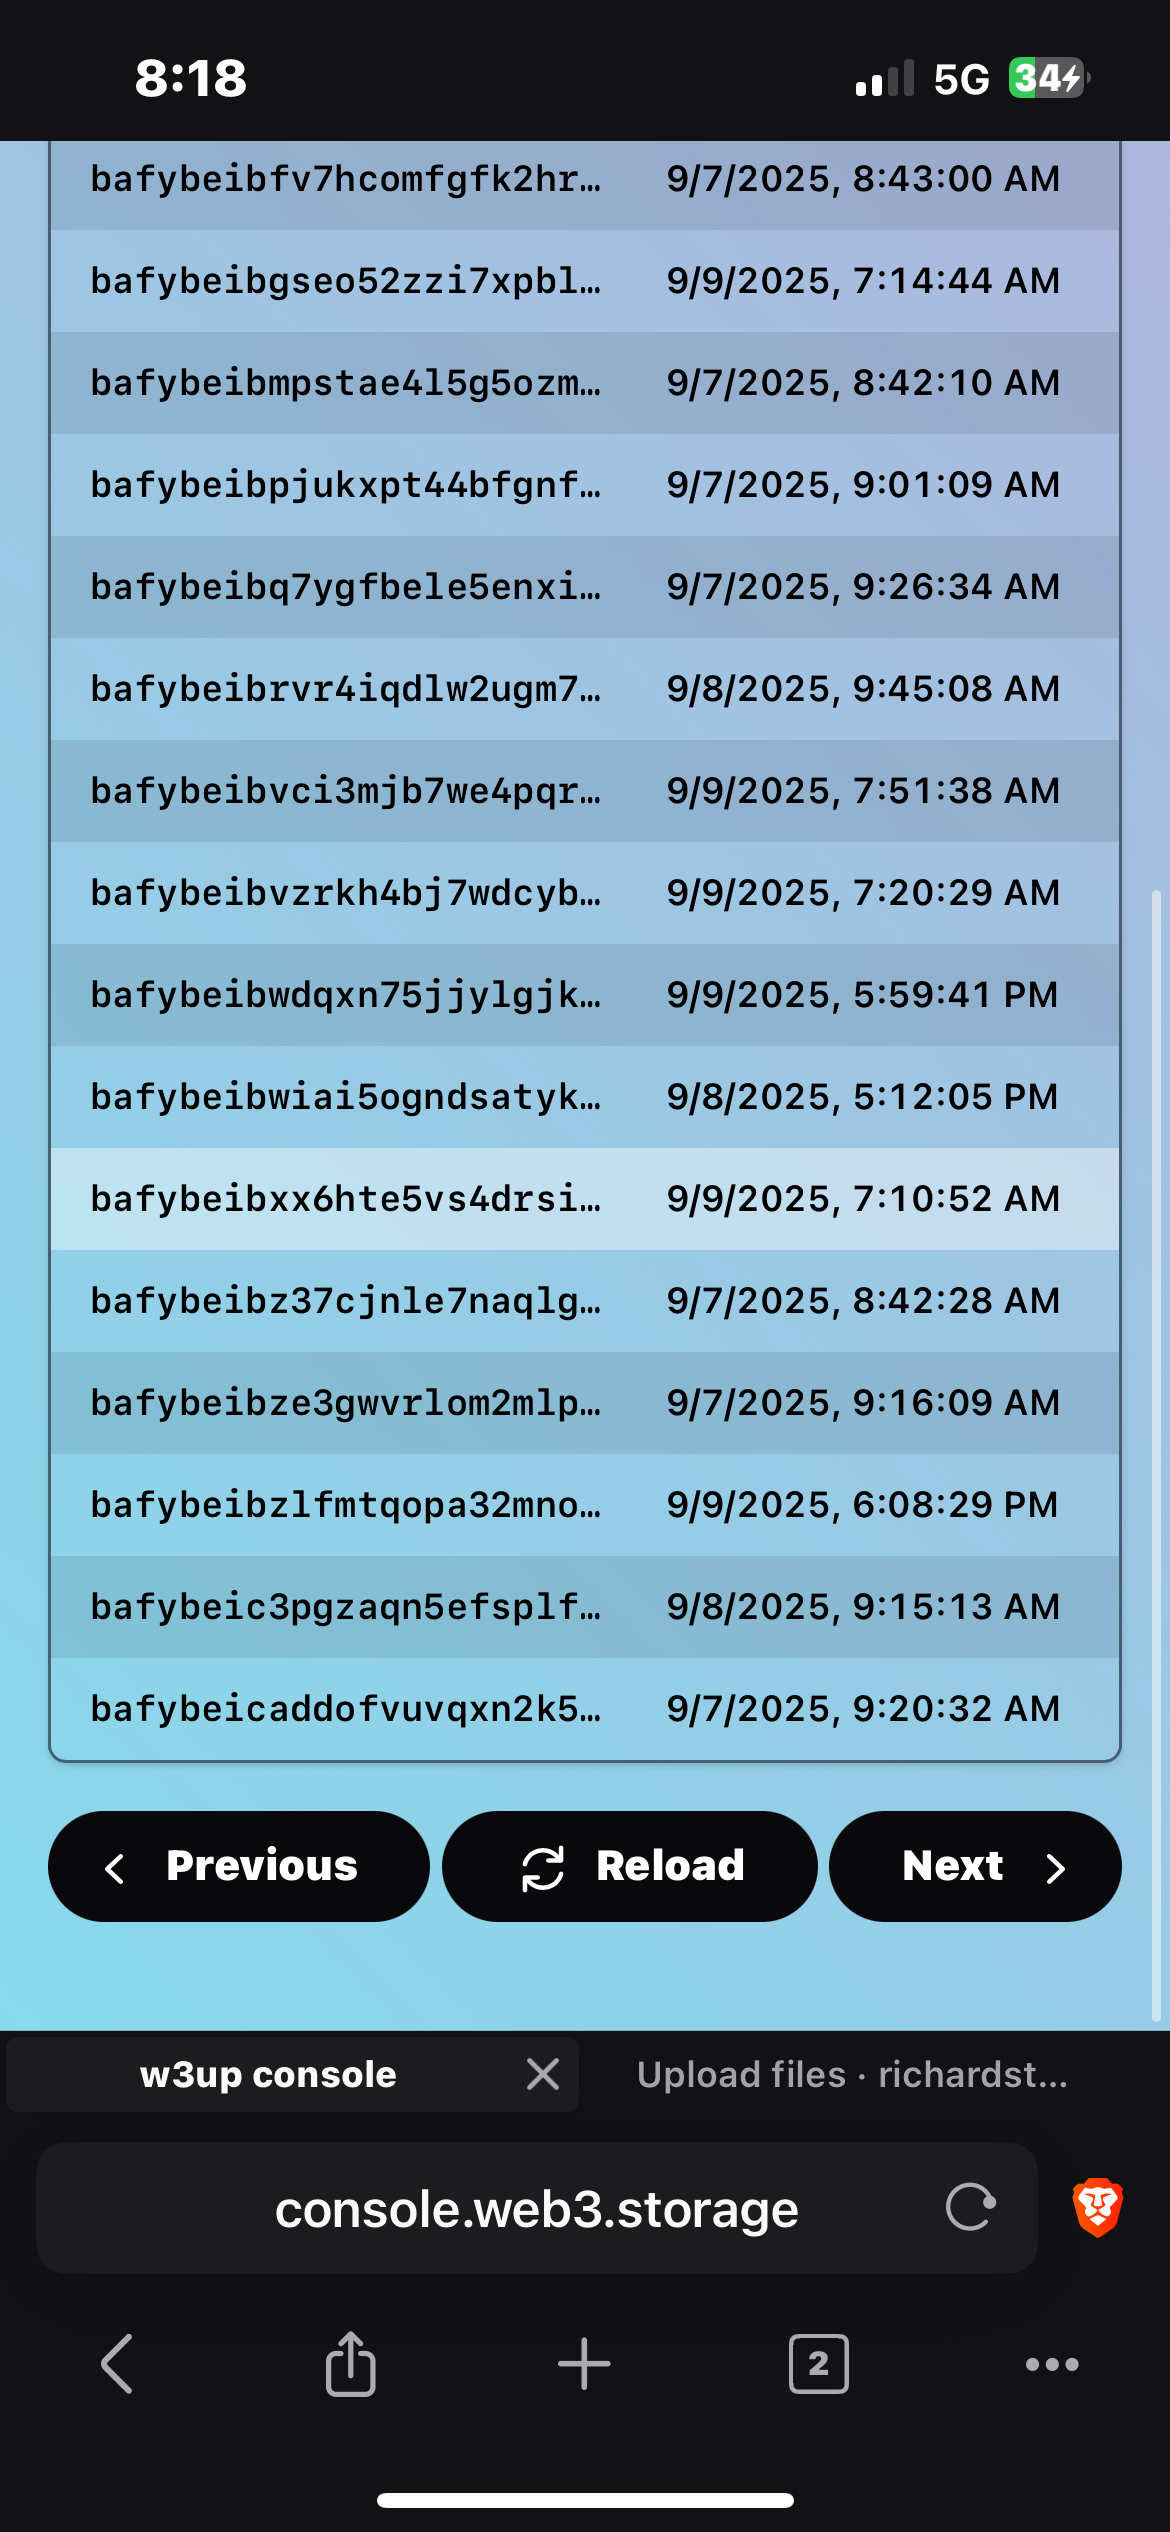 8:18
5G
34
bafybeibfv7hcomfgfk2hr… 9/7/2025, 8:43:00 AM
bafybeibgseo52zzi7xpbl… 9/9/2025, 7:14:44 AM
bafybeibmpstae4l5g5ozm… 9/7/2025, 8:42:10 AM
bafybeibpjukxpt44bfgnf… 9/7/2025, 9:01:09 AM
bafybeibq7ygfbele5enxi… 9/7/2025, 9:26:34 AM
bafybeibrvr4iqdlw2ugm7… 9/8/2025, 9:45:08 AM
bafybeibvci3mjb7we4pqr… 9/9/2025, 7:51:38 AM
bafybeibvzrkh4bj7wdcyb… 9/9/2025, 7:20:29 AM
bafybeibwdqxn75jjylgjk… 9/9/2025, 5:59:41 PM
bafybeibwiai5ogndsatyk… 9/8/2025, 5:12:05 PM
bafybeibxx6hte5vs4drsi… 9/9/2025, 7:10:52 AM
bafybeibz37cjnle7naqlg… 9/7/2025, 8:42:28 AM
bafybeibze3gwvrlom2mlp… 9/7/2025, 9:16:09 AM
bafybeibzlfmtqopa32mno… 9/9/2025, 6:08:29 PM
bafybeic3pgzaqn5efsplf… 9/8/2025, 9:15:13 AM
bafybeicaddofvuvqxn2k5… 9/7/2025, 9:20:32 AM
Previous
Reload
Next
w3up console
Upload files · richardst...
console.web3.storage
2